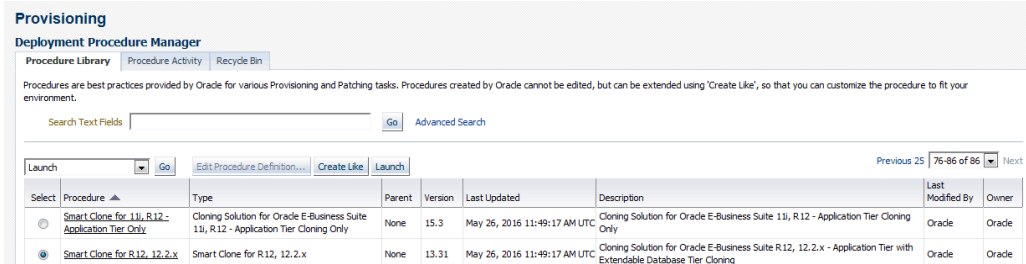 Provisioning
Deployment Procedure Manager
Procedure Library Procedure Activity Recycle Bin
Procedures are best practices provided by Oracle for various Provisioning and Patching tasks. Procedures created by Oracle cannot be edited, but can be extended using 'Create Like', so that you can customize the procedure to fit your
environment.
Search Text Fields Go Advanced Search
Launch Go Edit Procedure Definition... Create Like Launch Previous 25 76-86 of 86 Next
Select Procedure Type Parent Version Last Updated Description Last Modified By Owner
Smart Clone for 11i, R12 - Application Tier Only Cloning Solution for Oracle E-Business Suite 11i, R12 - Application Tier Cloning Only None 15.3 May 26, 2016 11:49:17 AM UTC Cloning Solution for Oracle E-Business Suite 11i, R12 - Application Tier Cloning Only Oracle Oracle
Smart Clone for R12, 12.2.x Smart Clone for R12, 12.2.x None 13.31 May 26, 2016 11:49:17 AM UTC Cloning Solution for Oracle E-Business Suite R12, 12.2.x - Application Tier with Extendable Database Tier Cloning Oracle Oracle